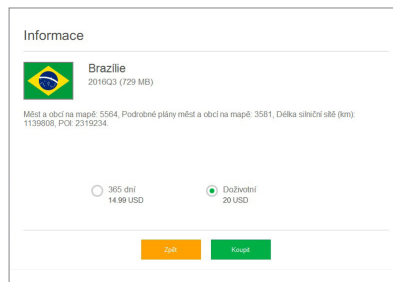 Informace
Brazílie
2016Q3 (729 MB)
Měst a obcí na mapě: 5564, Podrobné plány měst a obcí na mapě: 3581, Délka silniční sítě (km):
1139808, POI: 2319234.
365 dní
14.99 USD
Doživotní
20 USD
Zpět
Koupit